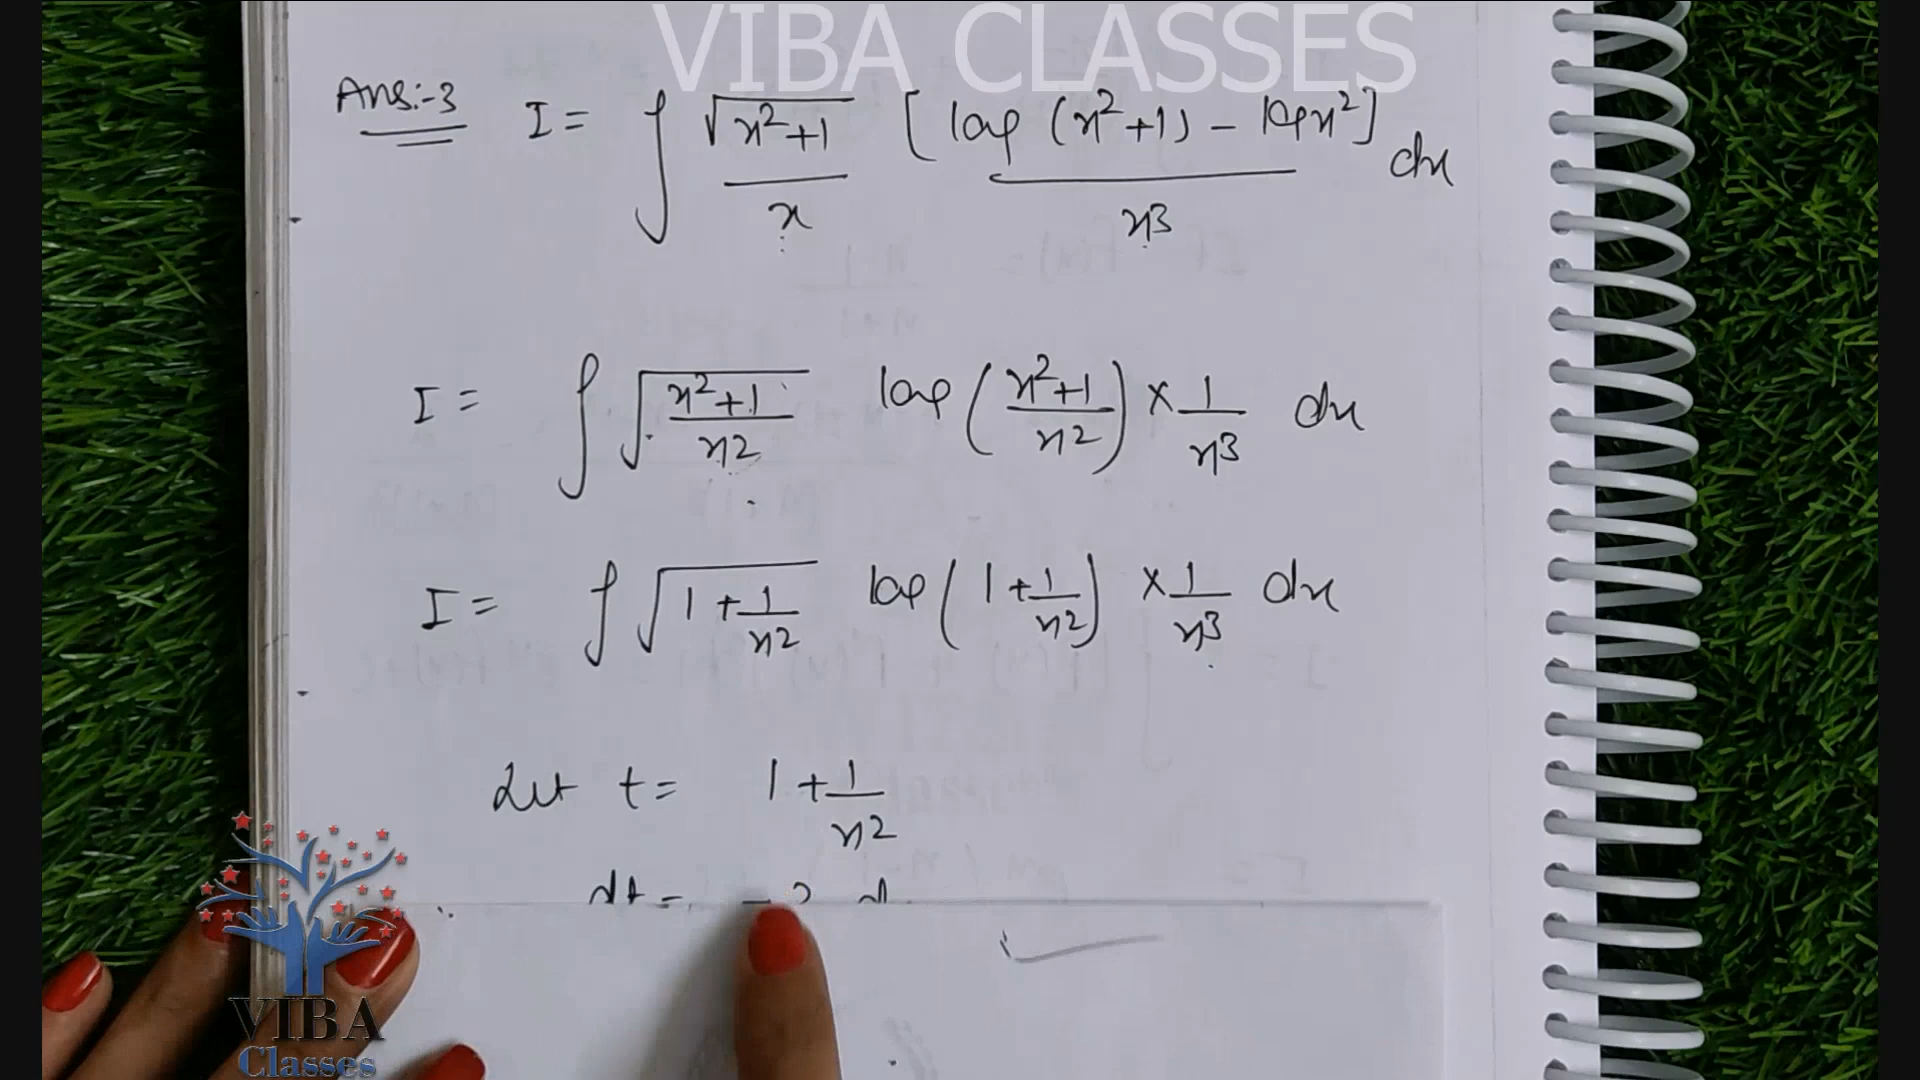 VIBA CLASSES
Ans:-3 I = ∫ √(x²+1) / x [log (x²+1) - log x²] / x³ dx
I = ∫ √((x²+1)/x²) log ((x²+1)/x²) × 1/x³ dx
I = ∫ √(1 + 1/x²) log (1 + 1/x²) × 1/x³ dx
Let t = 1 + 1/x²
dt = -2
VIBA
Classes